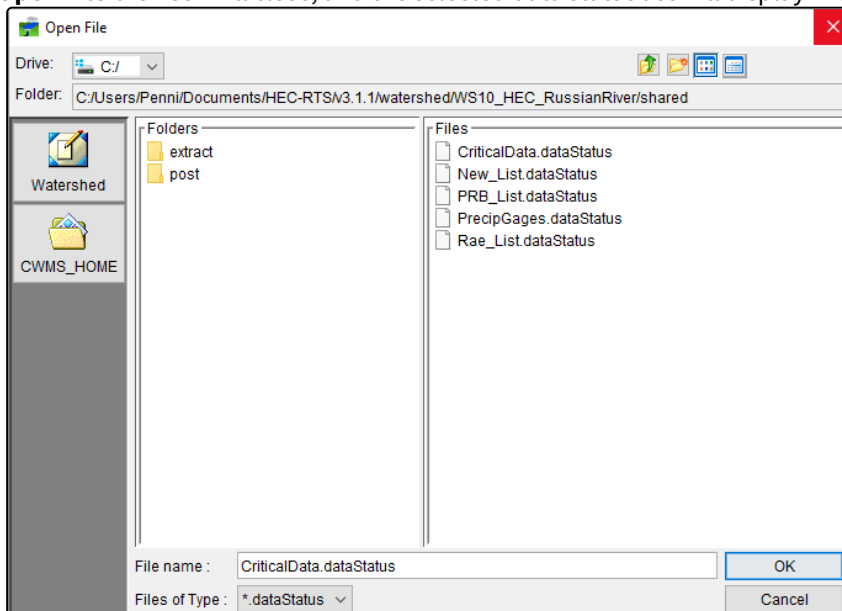 Open File
Drive: C:/
Folder: C:/Users/Penni/Documents/HEC-RTS/v3.1.1/watershed/WS10_HEC_RussianRiver/shared
Watershed
CWMS_HOME
Folders
extract
post
Files
CriticalData.dataStatus
New_List.dataStatus
PRB_List.dataStatus
PrecipGages.dataStatus
Rae_List.dataStatus
File name : CriticalData.dataStatus
OK
Files of Type : *.dataStatus
Cancel